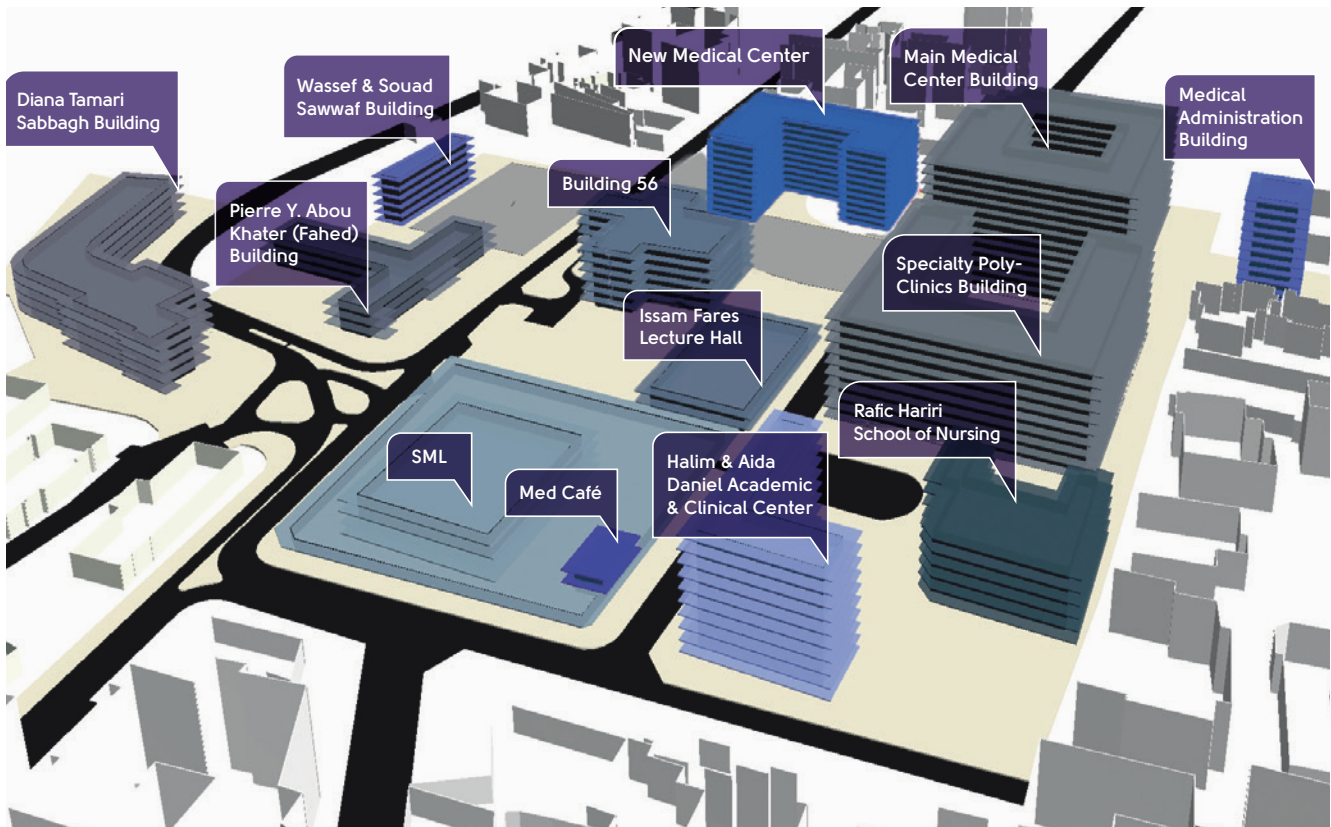 New Medical Center
Main Medical
Center Building
Wassef & Souad
Sawwaf Building
Diana Tamari
Sabbagh Building
Medical
Administration
Building
Building 56
Pierre Y. Abou
Khater (Fahed)
Building
Specialty Poly-
Clinics Building
Issam Fares
Lecture Hall
Rafic Hariri
School of Nursing
SML
Med Café
Halim & Aida
Daniel Academic
& Clinical Center